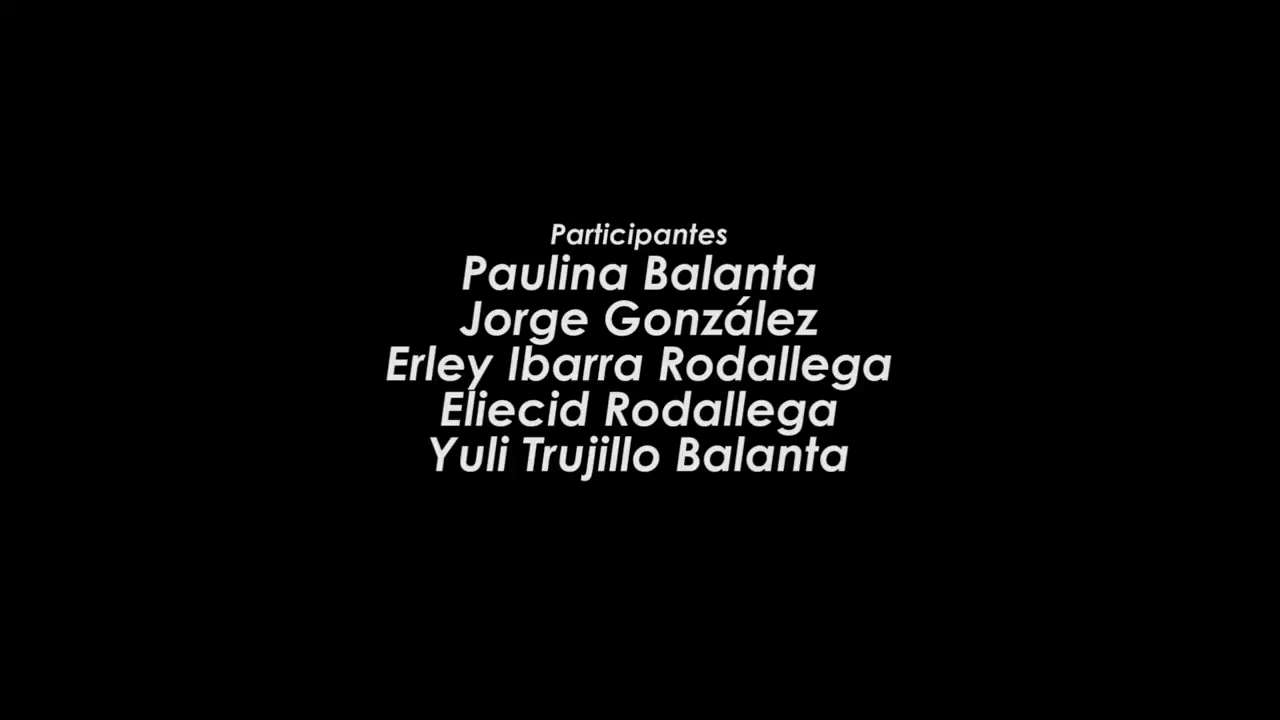 Participantes
Paulina Balanta
Jorge González
Erley Ibarra Rodallega
Eliecid Rodallega
Yuli Trujillo Balanta